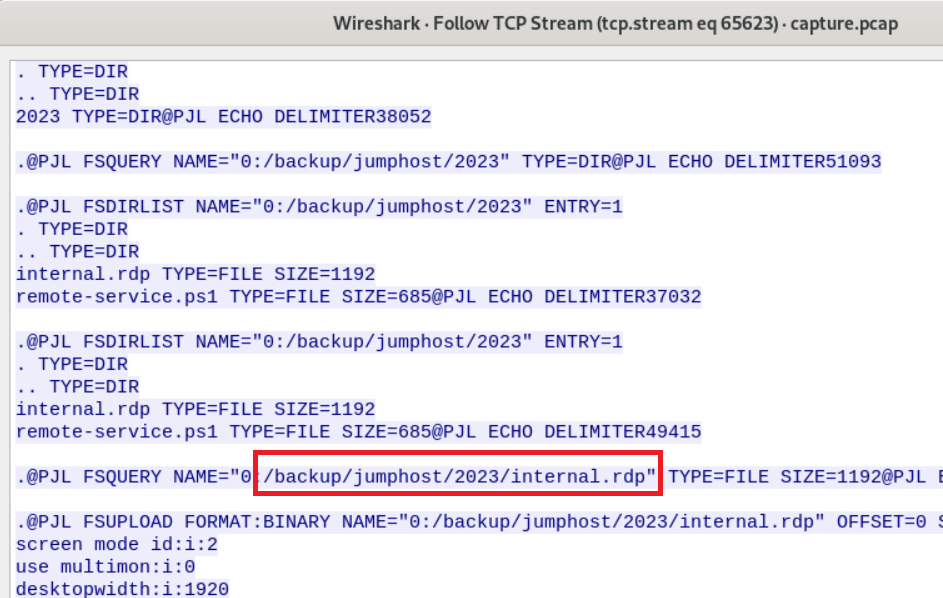 Wireshark · Follow TCP Stream (tcp.stream eq 65623) · capture.pcap
. TYPE=DIR
.. TYPE=DIR
2023 TYPE=DIR@PJL ECHO DELIMITER38052
.@PJL FSQUERY NAME="0:/backup/jumphost/2023" TYPE=DIR@PJL ECHO DELIMITER51093
.@PJL FSDIRLIST NAME="0:/backup/jumphost/2023" ENTRY=1
. TYPE=DIR
.. TYPE=DIR
internal.rdp TYPE=FILE SIZE=1192
remote-service.ps1 TYPE=FILE SIZE=685@PJL ECHO DELIMITER37032
.@PJL FSDIRLIST NAME="0:/backup/jumphost/2023" ENTRY=1
. TYPE=DIR
.. TYPE=DIR
internal.rdp TYPE=FILE SIZE=1192
remote-service.ps1 TYPE=FILE SIZE=685@PJL ECHO DELIMITER49415
.@PJL FSQUERY NAME="0:/backup/jumphost/2023/internal.rdp" TYPE=FILE SIZE=1192@PJL E
.@PJL FSUPLOAD FORMAT:BINARY NAME="0:/backup/jumphost/2023/internal.rdp" OFFSET=0 S
screen mode id:i:2
use multimon:i:0
desktopwidth:i:1920